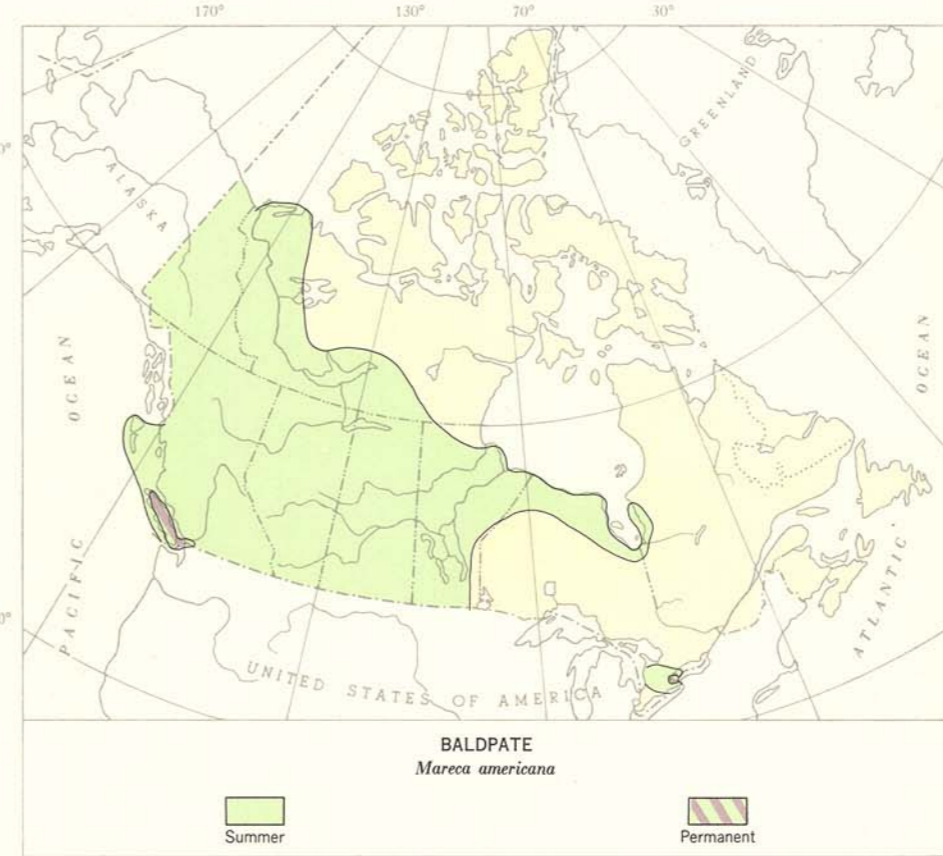 170° 130° 70° 30°
GREENLAND
ALASKA
OCEAN
OCEAN
PACIFIC
ATLANTIC
UNITED STATES OF AMERICA
BALDPATE
Mareca americana
Summer
Permanent